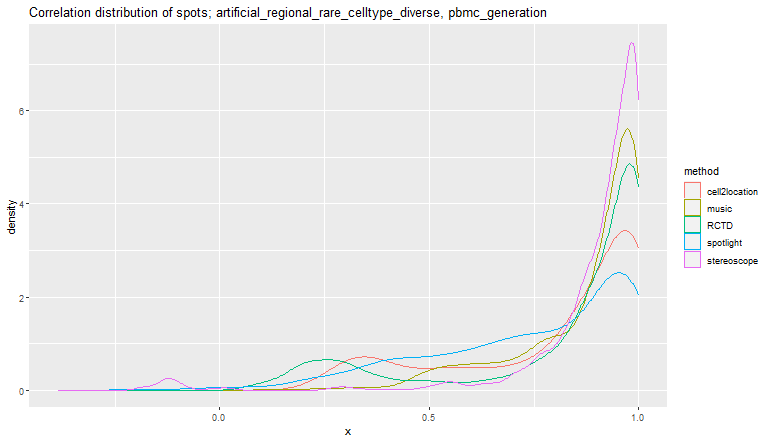 Correlation distribution of spots; artificial_regional_rare_celltype_diverse, pbmc_generation
density
6
4
2
0
0.0
0.5
1.0
x
method
cell2location
music
RCTD
spotlight
stereoscope